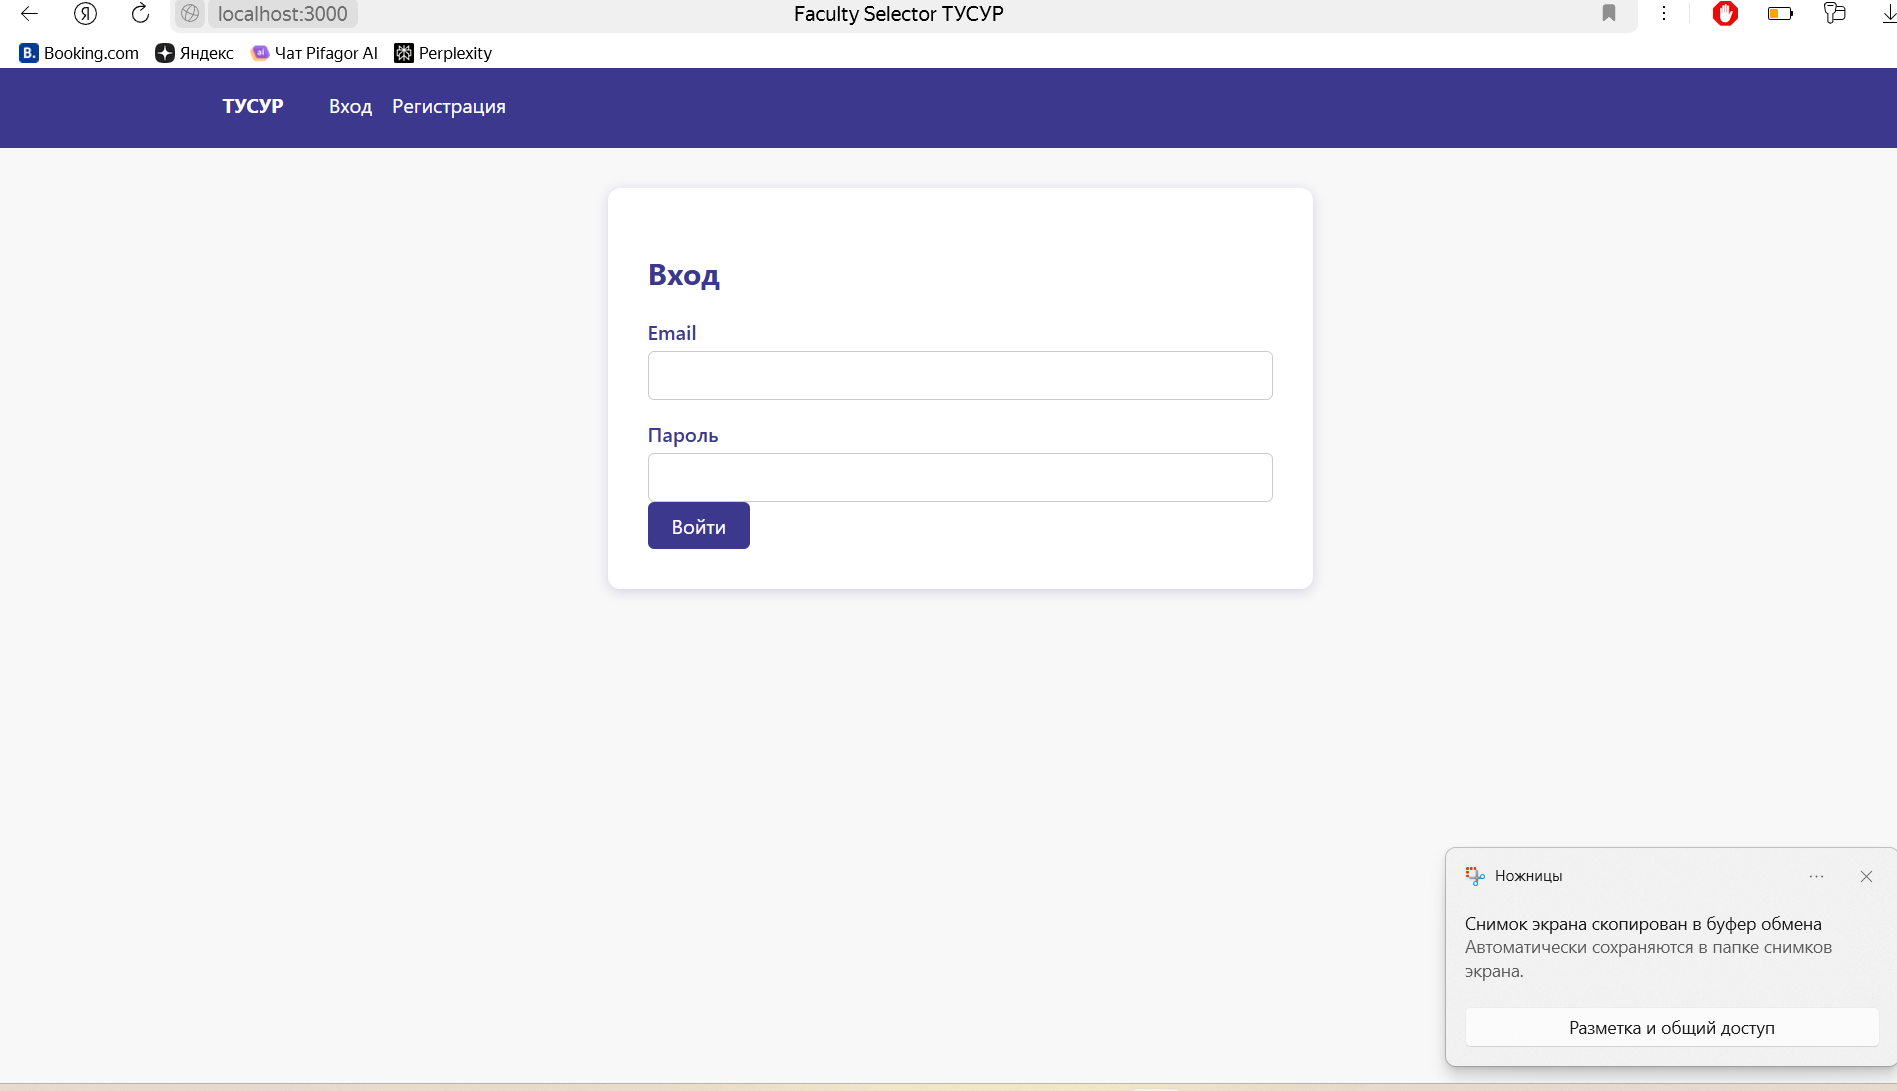 localhost:3000
Faculty Selector ТУСУР
B. Booking.com
Яндекс
Чат Pifagor AI
Perplexity
ТУСУР
Вход
Регистрация
Вход
Email
Пароль
Войти
Ножницы
Снимок экрана скопирован в буфер обмена
Автоматически сохраняются в папке снимков
экрана.
Разметка и общий доступ